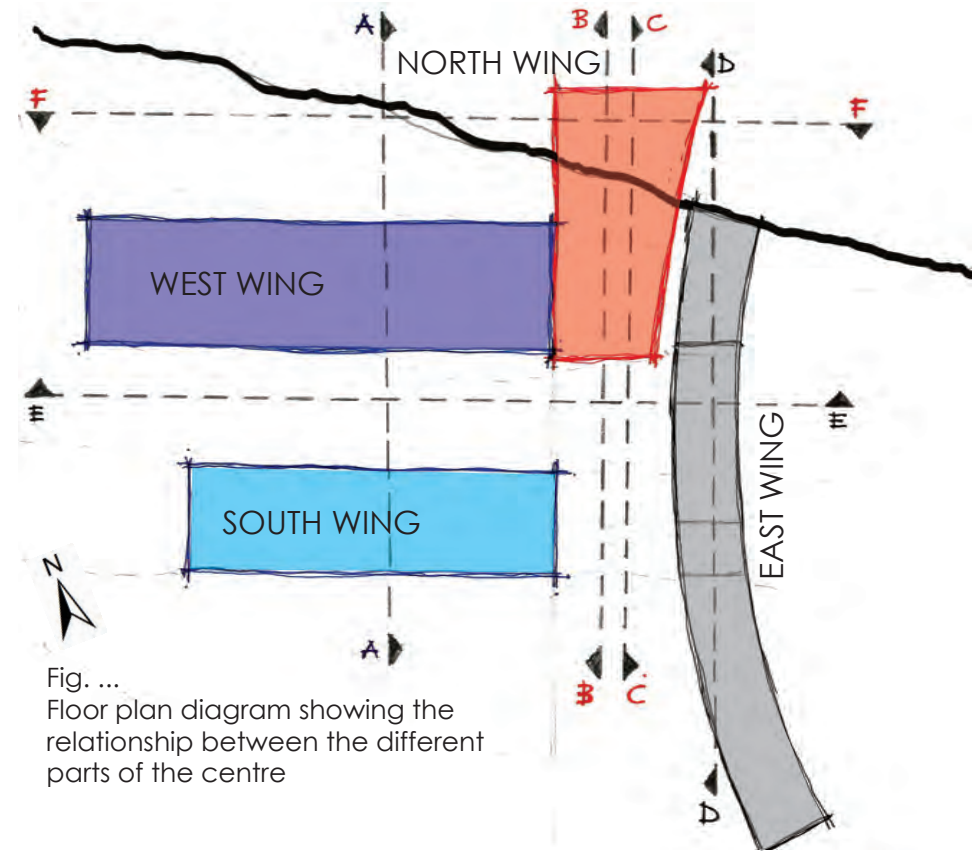 A
B
C
NORTH WING
D
F
F
WEST WING
E
E
EAST WING
SOUTH WING
N
A
B
C
D
Fig. ...
Floor plan diagram showing the
relationship between the different
parts of the centre